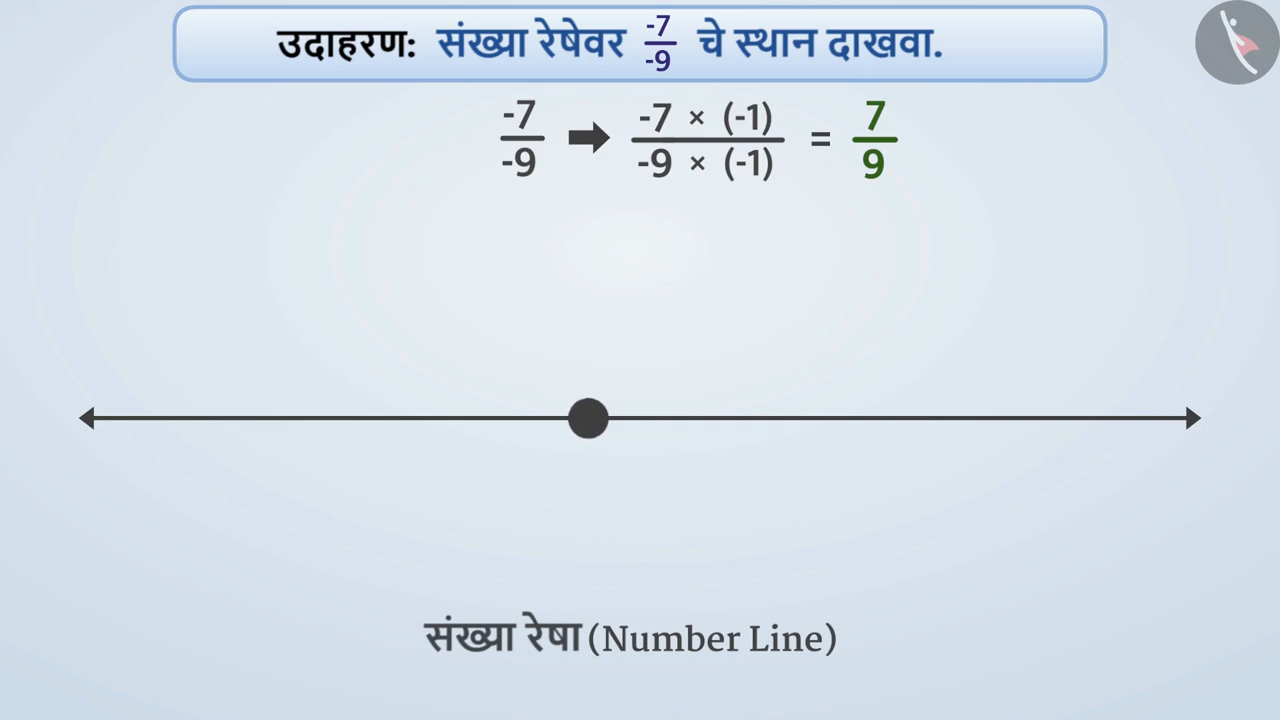 उदाहरण: संख्या रेषेवर -7/-9 चे स्थान दाखवा.
-7/-9 ➡ -7 × (-1)/-9 × (-1) = 7/9
संख्या रेषा (Number Line)